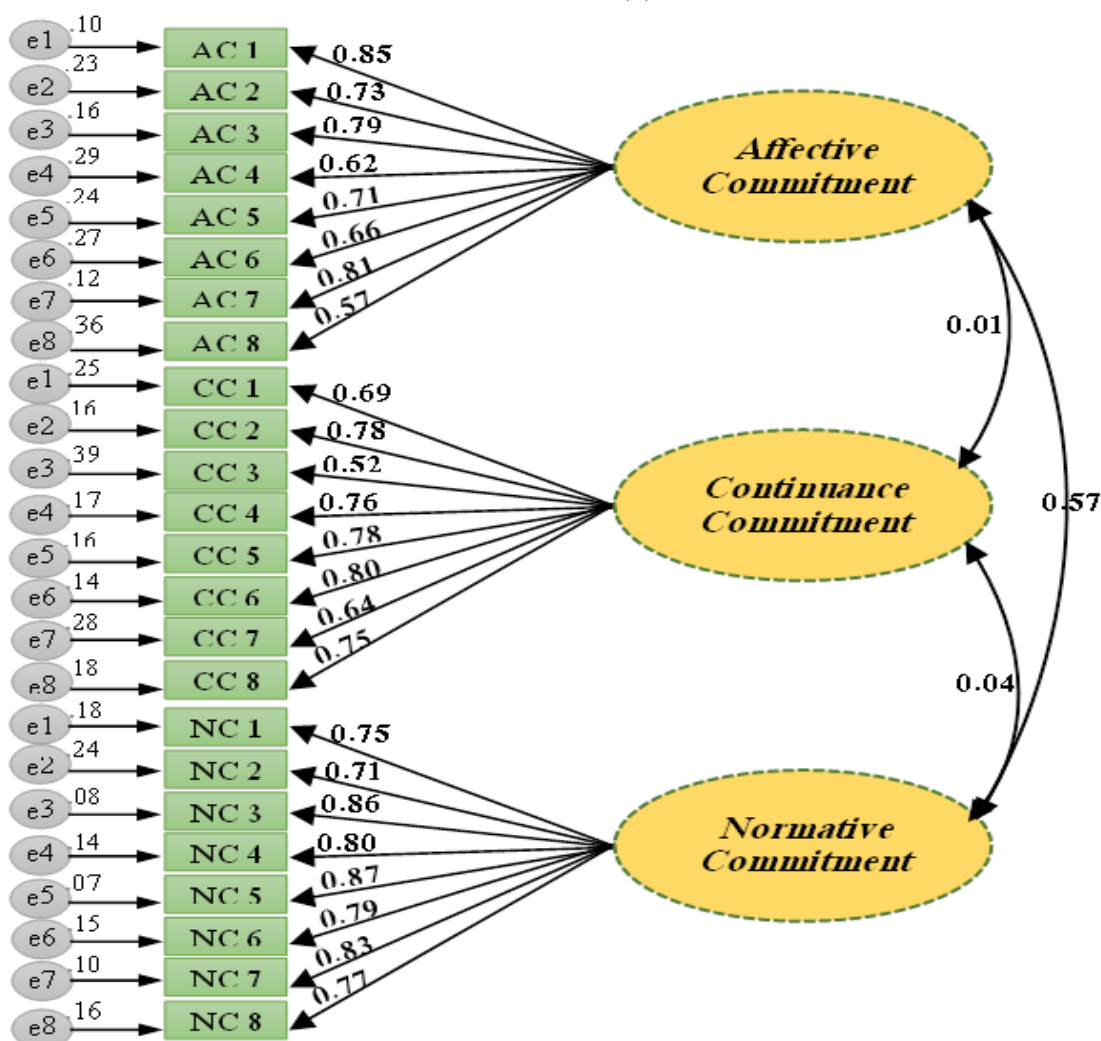 e1 .10 AC 1 0.85
e2 .23 AC 2 0.73
e3 .16 AC 3 0.79
e4 .29 AC 4 0.62
e5 .24 AC 5 0.71
e6 .27 AC 6 0.66
e7 .12 AC 7 0.81
e8 .36 AC 8 0.57
Affective
Commitment
0.01
e1 .25 CC 1 0.69
e2 16 CC 2 0.78
e3 .39 CC 3 0.52
e4 .17 CC 4 0.76
e5 .16 CC 5 0.78
e6 .14 CC 6 0.80
e7 .28 CC 7 0.64
e8 18 CC 8 0.75
Continuance
Commitment
0.57
0.04
e1 .18 NC 1 0.75
e2 .24 NC 2 0.71
e3 .08 NC 3 0.86
e4 .14 NC 4 0.80
e5 .07 NC 5 0.87
e6 .15 NC 6 0.79
e7 .10 NC 7 0.83
e8 .16 NC 8 0.77
Normative
Commitment